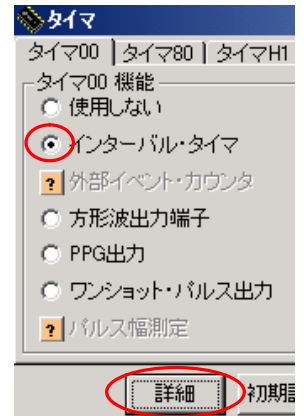 タイマ
タイマ00 タイマ80 タイマH1
タイマ00 機能
使用しない
インターバル・タイマ
? 外部イベント・カウンタ
方形波出力端子
PPG出力
ワンショット・パルス出力
? パルス幅測定
詳細 初期